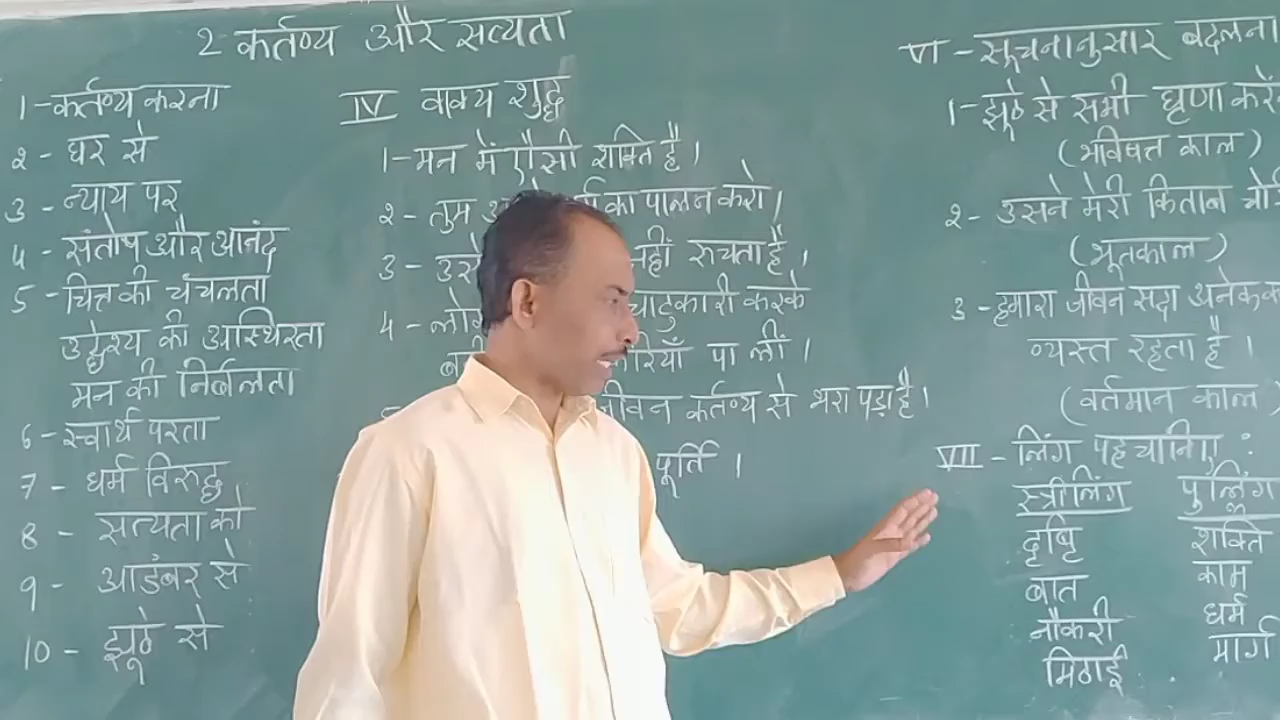 2 कर्तव्य और सत्यता
1-कर्तव्य करना
2- घर से
3 - न्याय पर
4 - संतोष और आनंद
5 - चित्त की चंचलता
उद्देश्य की अस्थिरता
मन की निर्बलता
6 - स्वार्थ परता
7 - धर्म विरुद्ध
8 - सत्यता को
9 - आडंबर से
10 - झूठे से
IV वाक्य शुद्ध
1-मन में ऐसी शक्ति है।
2- तुम का पालन करो।
3 - नहीं रूचता है।
4 - चाटुकारी करके
पा लीं।
जीवन कर्तव्य से भरा पड़ा है।
पूर्ति ।
VI - सूचनानुसार बदलना
1-झूठे से सभी घृणा करें
(भविषत काल)
2 - उसने मेरी किताब
(भूतकाल)
3 - हमारा जीवन सदा
व्यस्त रहता है।
(वर्तमान काल)
VII - लिंग पहचानिए :
स्त्रीलिंग पुंल्लिंग
दृष्टि शक्ति
बात काम
नौकरी धर्म
मिठाई मार्ग